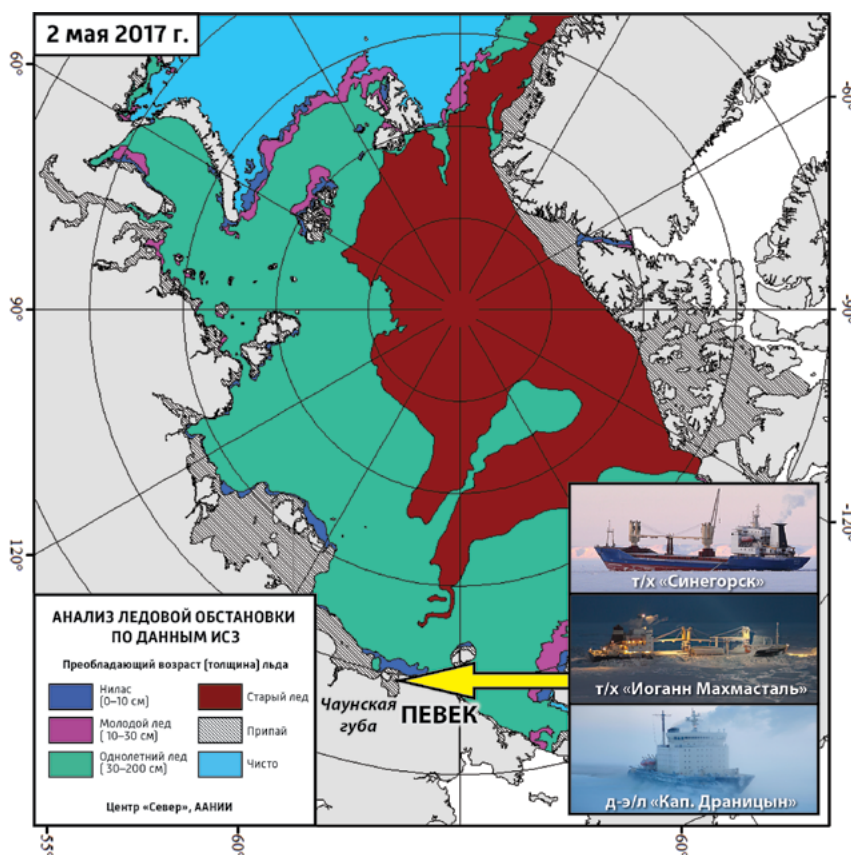 2 мая 2017 г.
60°
-60°
90°
-90°
120°
-120°
т/х «Синегорск»
т/х «Иоганн Махмасталь»
д-э/л «Кап. Драницын»
Чаунская
губа
ПЕВЕК
АНАЛИЗ ЛЕДОВОЙ ОБСТАНОВКИ
ПО ДАННЫМ ИСЗ
Преобладающий возраст (толщина) льда
Нилас
(0–10 см)
Молодой лед
(10–30 см)
Однолетний лед
(30–200 см)
Старый лед
Припай
Чисто
Центр «Север», ААНИИ
55°
60°
60°